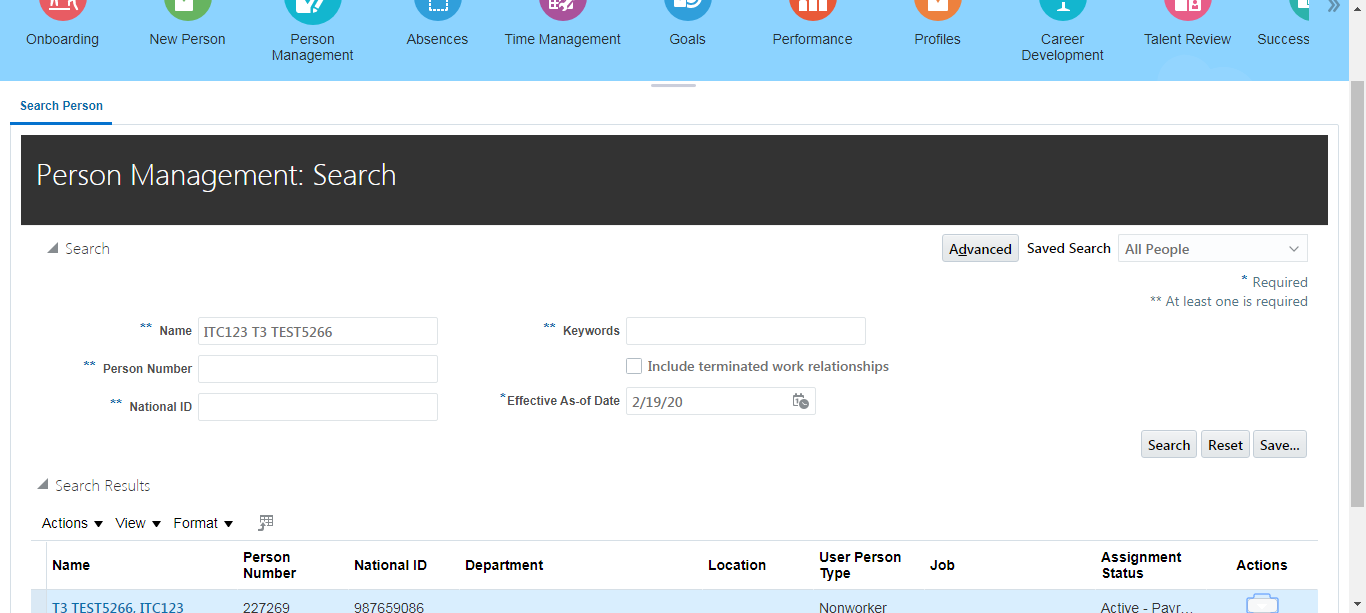 Onboarding
New Person
Person Management
Absences
Time Management
Goals
Performance
Profiles
Career Development
Talent Review
Success
Search Person
Person Management: Search
Search
Advanced Saved Search All People
* Required
** At least one is required
** Name ITC123 T3 TEST5266
** Keywords
** Person Number
Include terminated work relationships
** National ID
*Effective As-of Date 2/19/20
Search Reset Save...
Search Results
Actions View Format
Name Person Number National ID Department Location User Person Type Job Assignment Status Actions
T3 TEST5266, ITC123 227269 987659086 Nonworker Active - Payr...